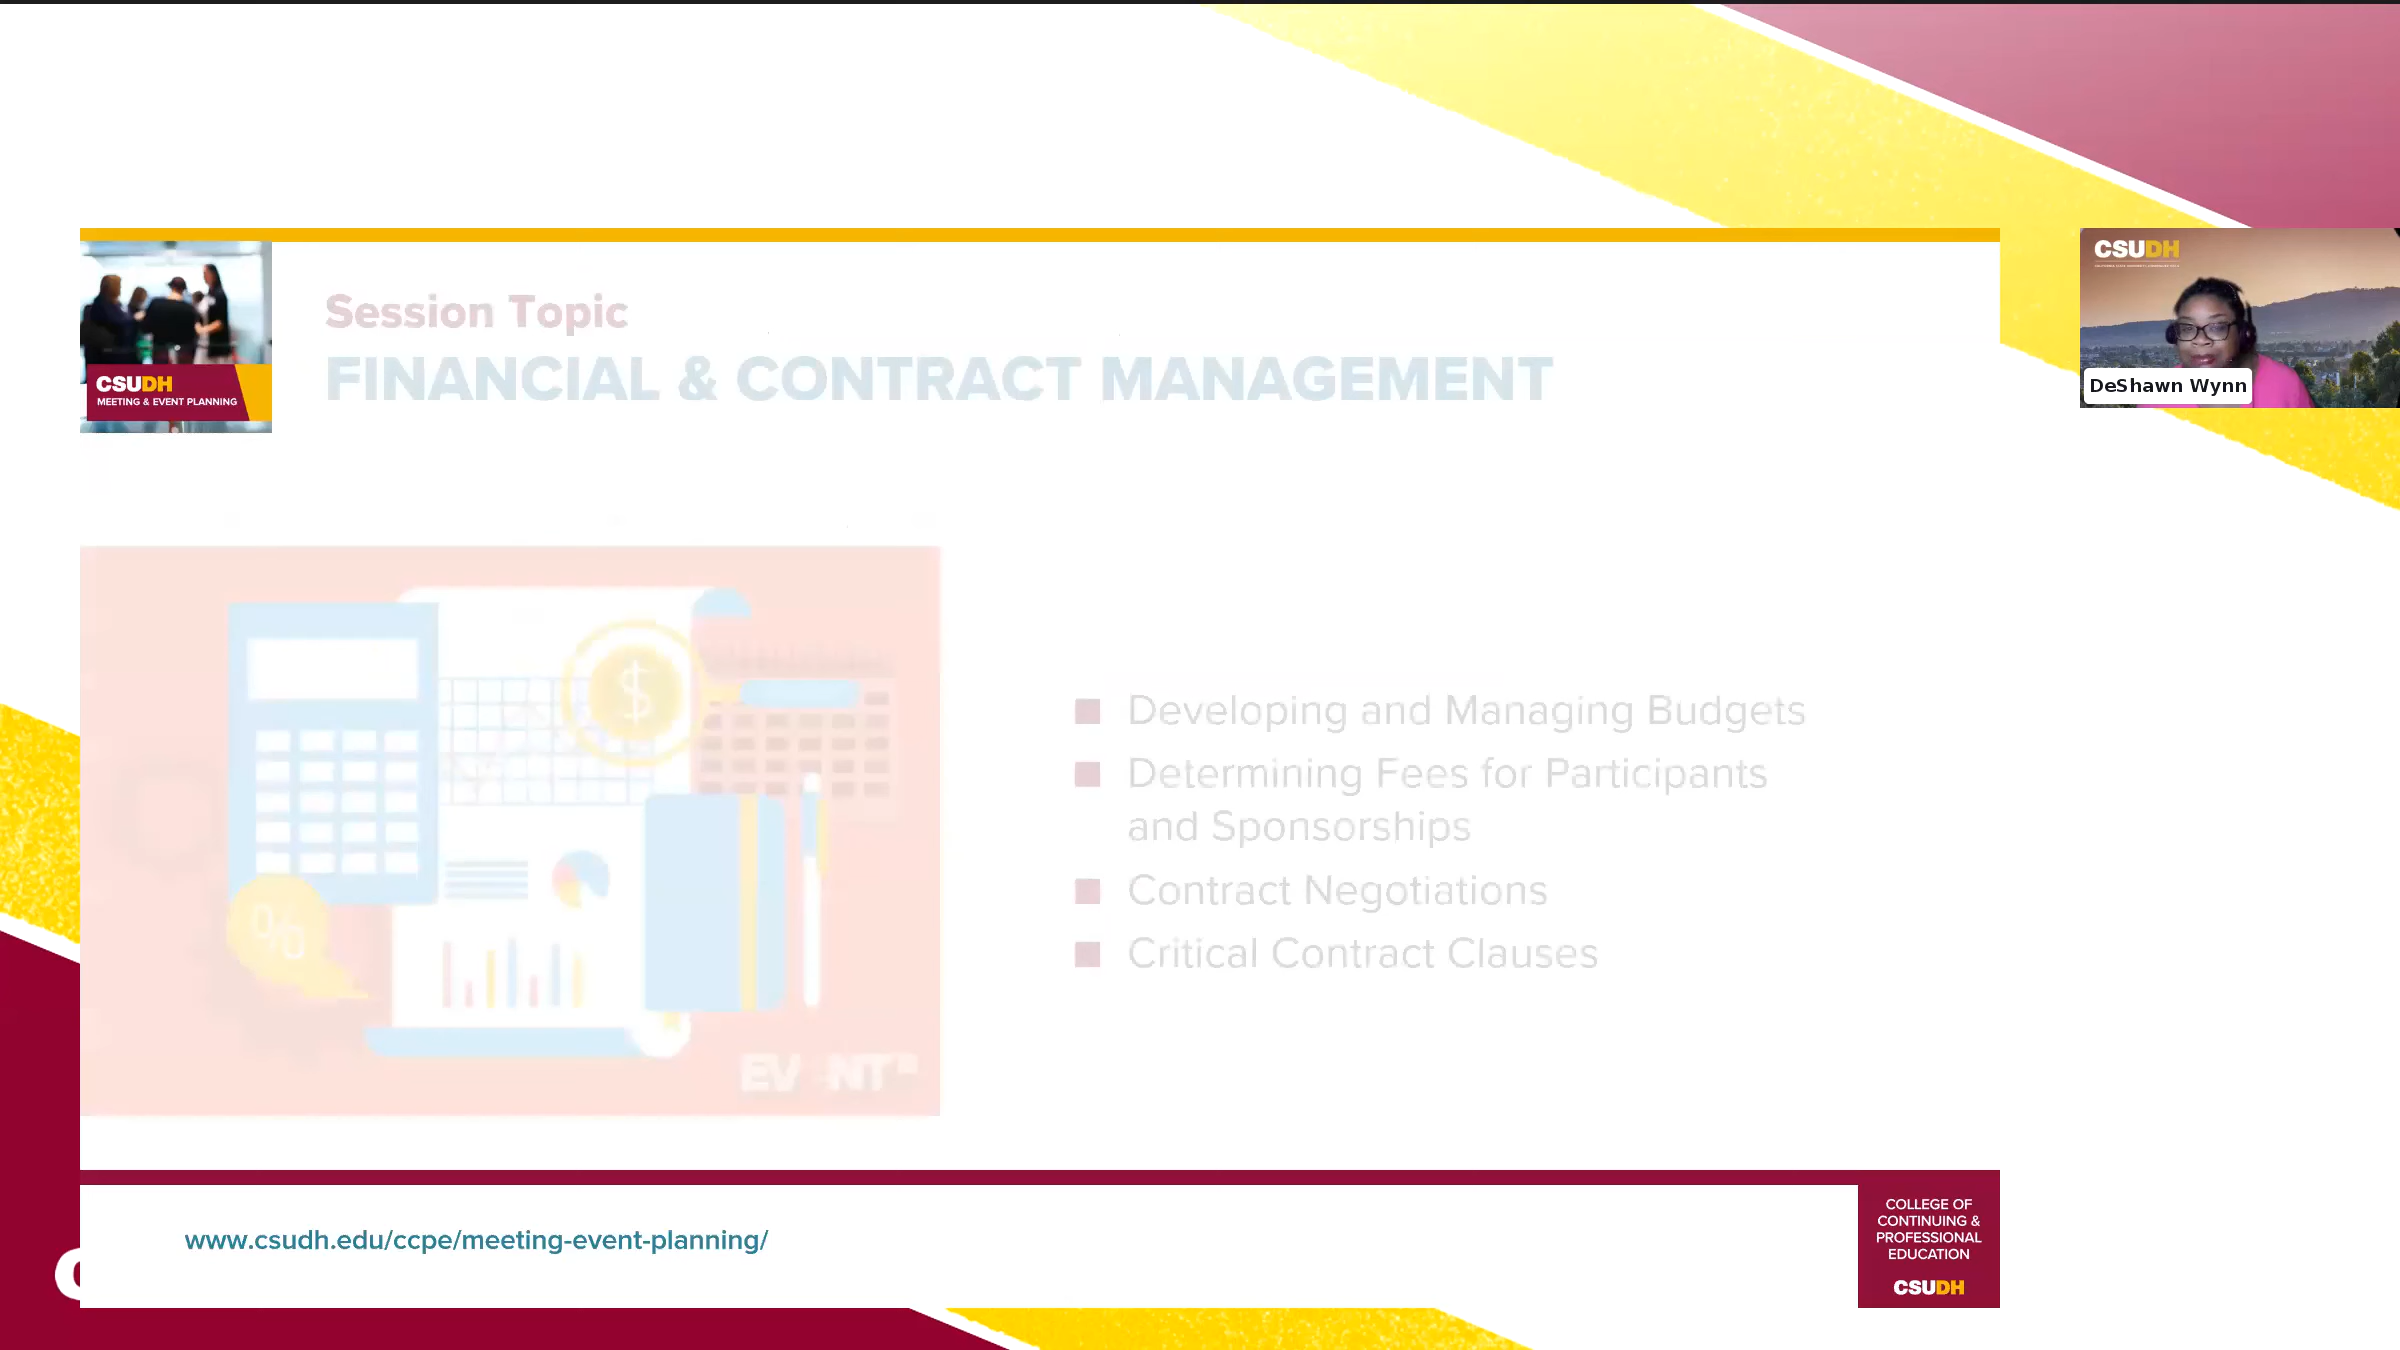 CSUDH
MEETING & EVENT PLANNING
Session Topic
FINANCIAL & CONTRACT MANAGEMENT
CSUDH
DeShawn Wynn
$
%
Developing and Managing Budgets
Determining Fees for Participants
and Sponsorships
Contract Negotiations
Critical Contract Clauses
www.csudh.edu/ccpe/meeting-event-planning/
COLLEGE OF
CONTINUING &
PROFESSIONAL
EDUCATION
CSUDH